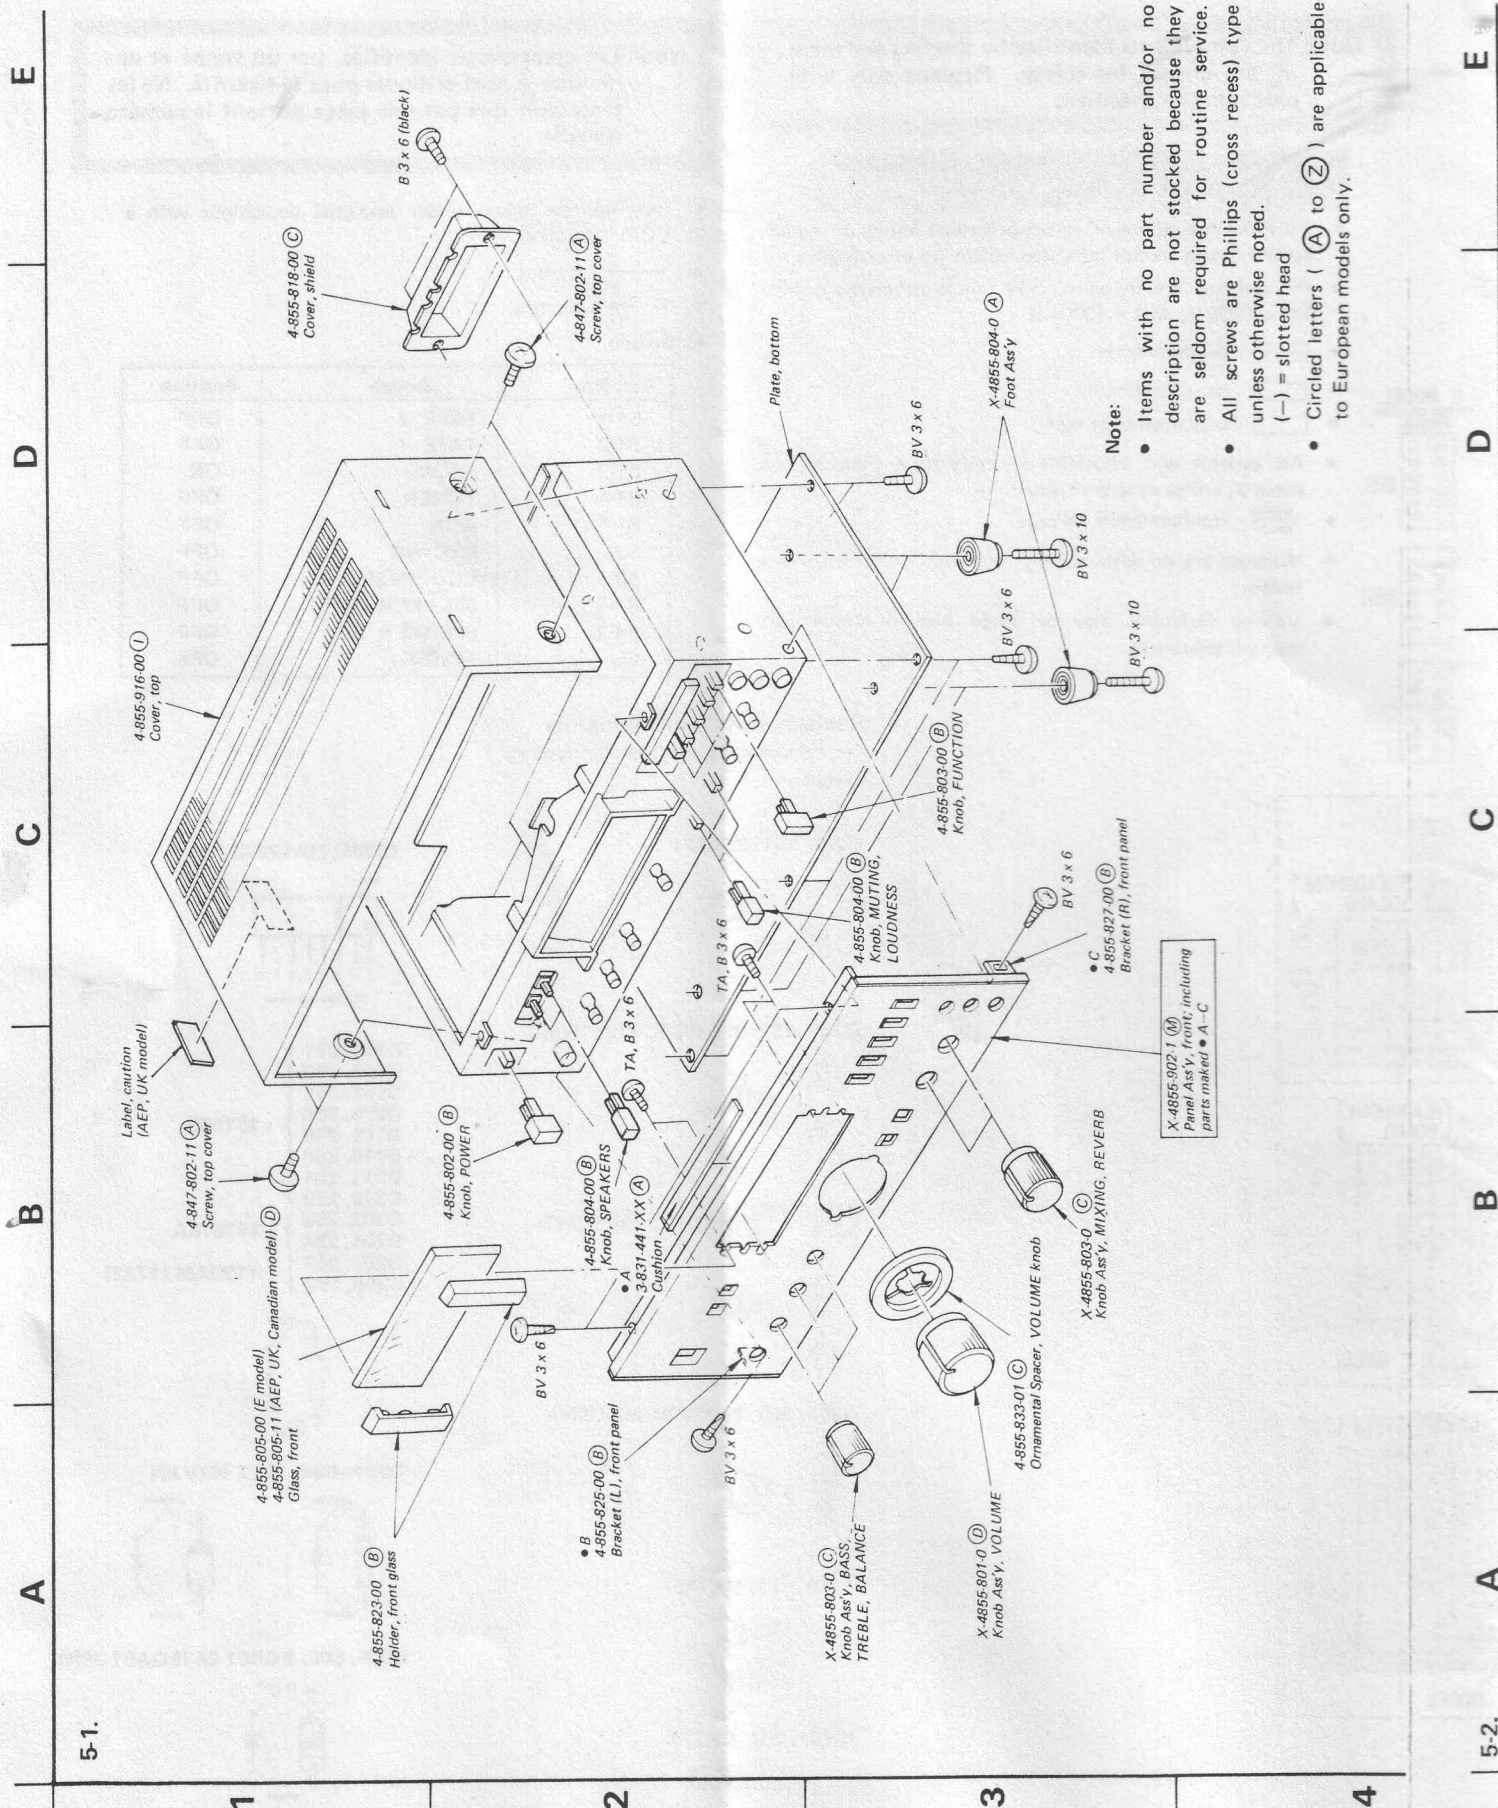 5-1.
A
B
C
D
E
1
2
3
4
4-855-823-00 Ⓑ
Holder, front glass
4-855-805-00 (E model)
4-855-805-11 (AEP, UK, Canadian model) Ⓓ
Glass, front
4-847-802-11 Ⓐ
Screw, top cover
Label, caution
(AEP, UK model)
4-855-916-00 Ⓘ
Cover, top
4-855-818-00 Ⓒ
Cover, shield
B 3 x 6 (black)
4-847-802-11 Ⓐ
Screw, top cover
4-855-802-00 Ⓑ
Knob, POWER
4-855-804-00 Ⓑ
Knob, SPEAKERS
• A
3-831-441-XX Ⓐ
Cushion
BV 3 x 6
• B
4-855-825-00 Ⓑ
Bracket (L), front panel
BV 3 x 6
TA, B 3 x 6
TA, B 3 x 6
4-855-804-00 Ⓑ
Knob, MUTING,
LOUDNESS
4-855-803-00 Ⓑ
Knob, FUNCTION
Plate, bottom
BV 3 x 6
X-4855-804-0 Ⓐ
Foot Ass'y
BV 3 x 10
BV 3 x 6
BV 3 x 10
BV 3 x 6
• C
4-855-827-00 Ⓑ
Bracket (R), front panel
X-4855-902-1 Ⓜ
Panel Ass'y, front; including
parts maked • A–C
X-4855-803-0 Ⓒ
Knob Ass'y, MIXING, REVERB
4-855-833-01 Ⓒ
Ornamental Spacer, VOLUME knob
X-4855-801-0 Ⓓ
Knob Ass'y, VOLUME
X-4855-803-0 Ⓒ
Knob Ass'y, BASS,
TREBLE, BALANCE
Note:
• Items with no part number and/or no
description are not stocked because they
are seldom required for routine service.
• All screws are Phillips (cross recess) type
unless otherwise noted.
(−) = slotted head
• Circled letters ( Ⓐ to Ⓩ ) are applicable
to European models only.
5-2.
A
B
C
D
E